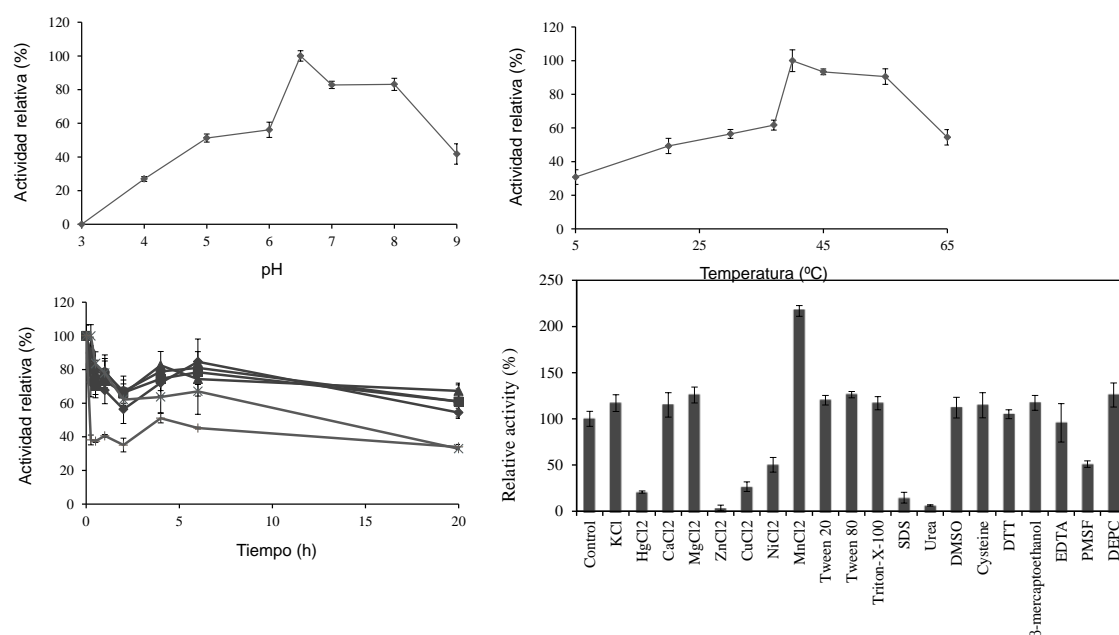 120
100
80
60
40
20
0
Actividad relativa (%)
3 4 5 6 7 8 9
pH
120
100
80
60
40
20
0
Actividad relativa (%)
5 25 45 65
Temperatura (ºC)
120
100
80
60
40
20
0
Actividad relativa (%)
0 5 10 15 20
Tiempo (h)
250
200
150
100
50
0
Relative activity (%)
Control
KCl
HgCl2
CaCl2
MgCl2
ZnCl2
CuCl2
NiCl2
MnCl2
Tween 20
Tween 80
Triton-X-100
SDS
Urea
DMSO
Cysteine
DTT
β-mercaptoethanol
EDTA
PMSF
DEPC